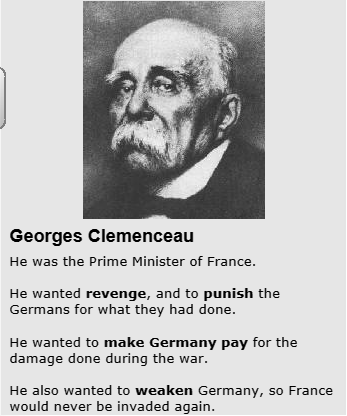 Georges Clemenceau
He was the Prime Minister of France.
He wanted revenge, and to punish the
Germans for what they had done.
He wanted to make Germany pay for the
damage done during the war.
He also wanted to weaken Germany, so France
would never be invaded again.